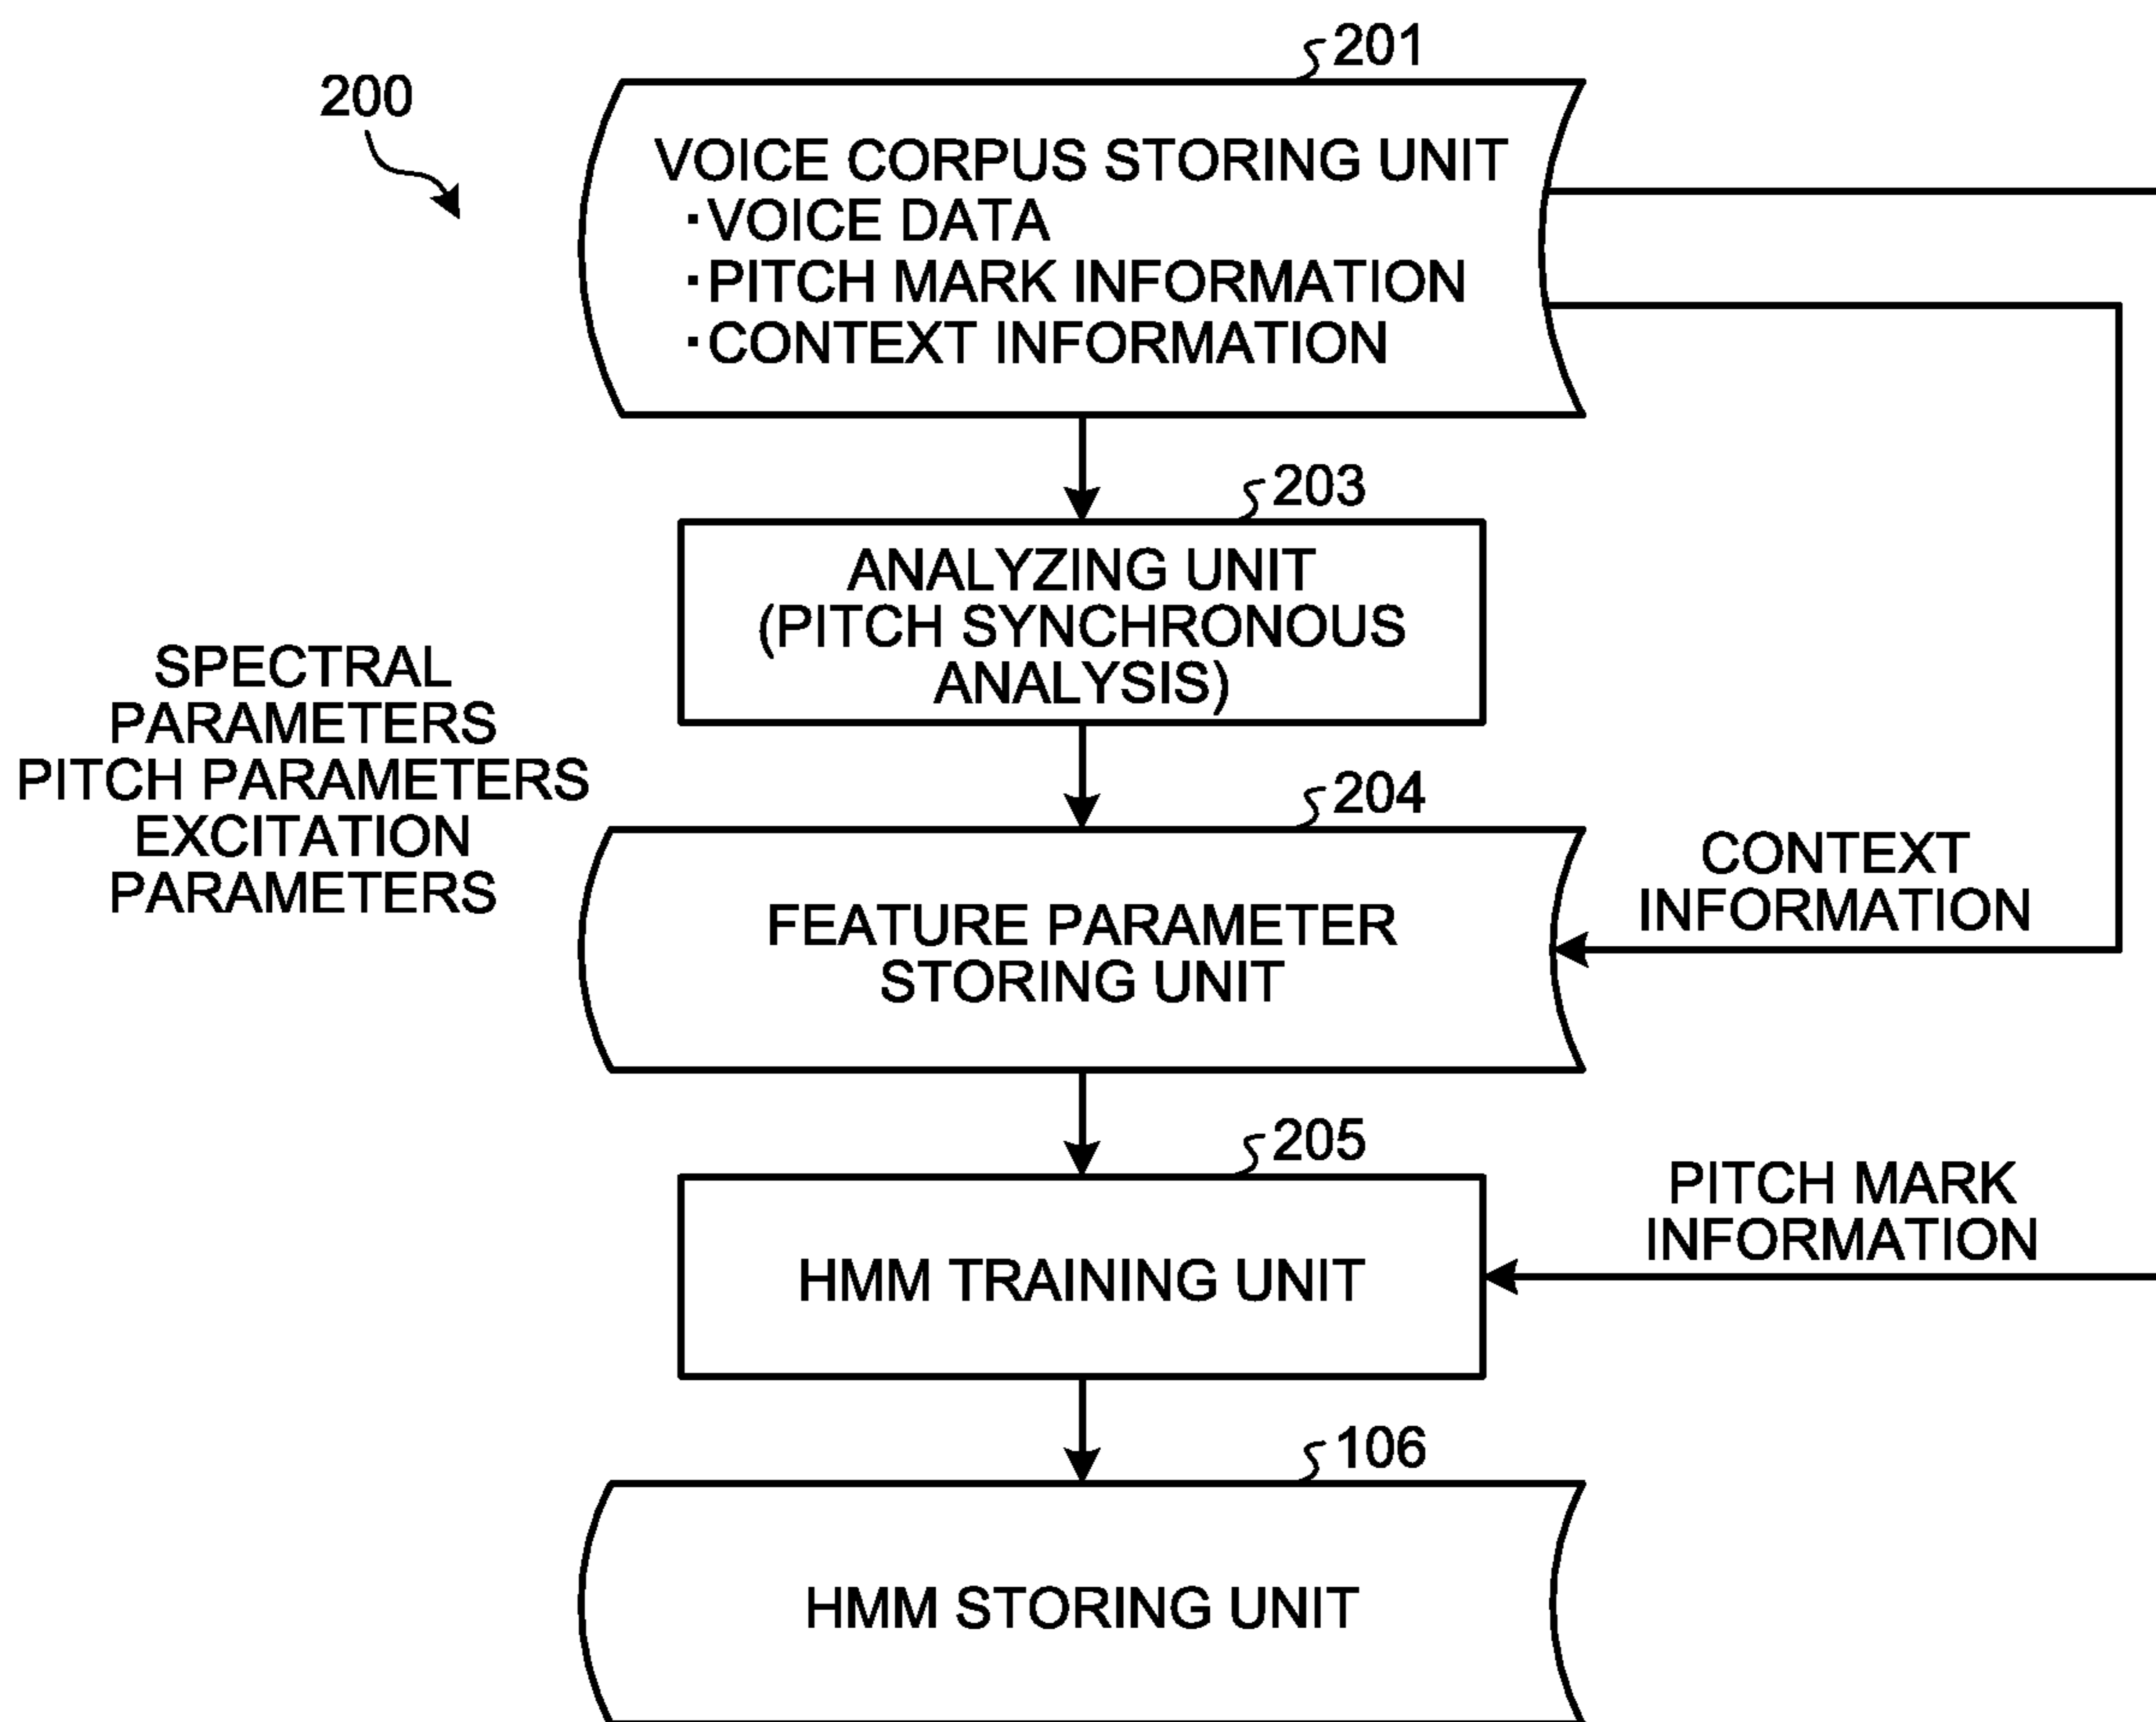 201
200
VOICE CORPUS STORING UNIT
·VOICE DATA
·PITCH MARK INFORMATION
·CONTEXT INFORMATION
203
ANALYZING UNIT
(PITCH SYNCHRONOUS
ANALYSIS)
SPECTRAL
PARAMETERS
PITCH PARAMETERS
EXCITATION
PARAMETERS
204
FEATURE PARAMETER
STORING UNIT
CONTEXT
INFORMATION
205
HMM TRAINING UNIT
PITCH MARK
INFORMATION
106
HMM STORING UNIT